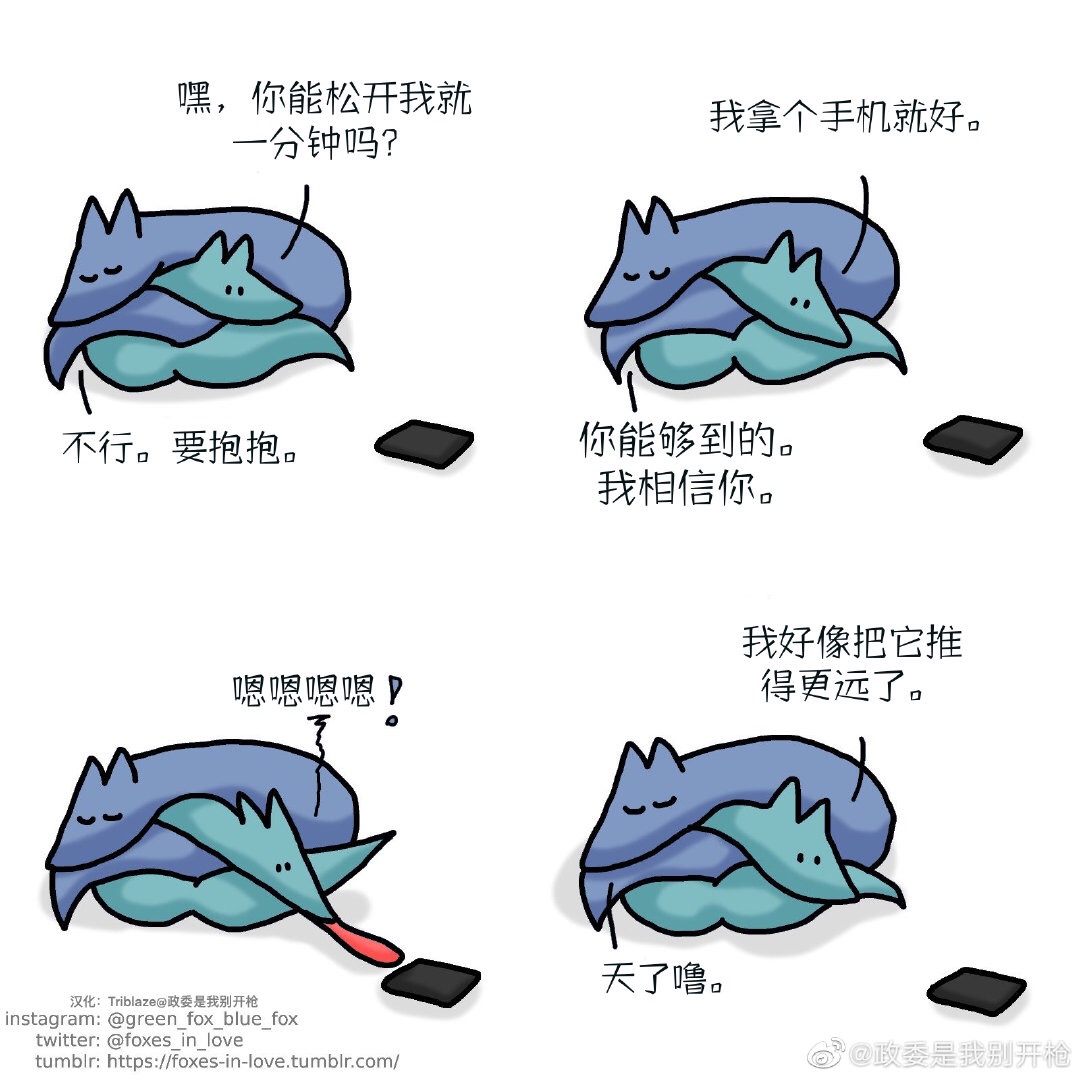 嘿，你能松开我就
一分钟吗？
不行。要抱抱。
我拿个手机就好。
你能够到的。
我相信你。
嗯嗯嗯嗯！
我好像把它推
得更远了。
天了噜。
汉化：Triblaze@政委是我别开枪
instagram: @green_fox_blue_fox
twitter: @foxes_in_love
tumblr: https://foxes-in-love.tumblr.com/
@政委是我别开枪